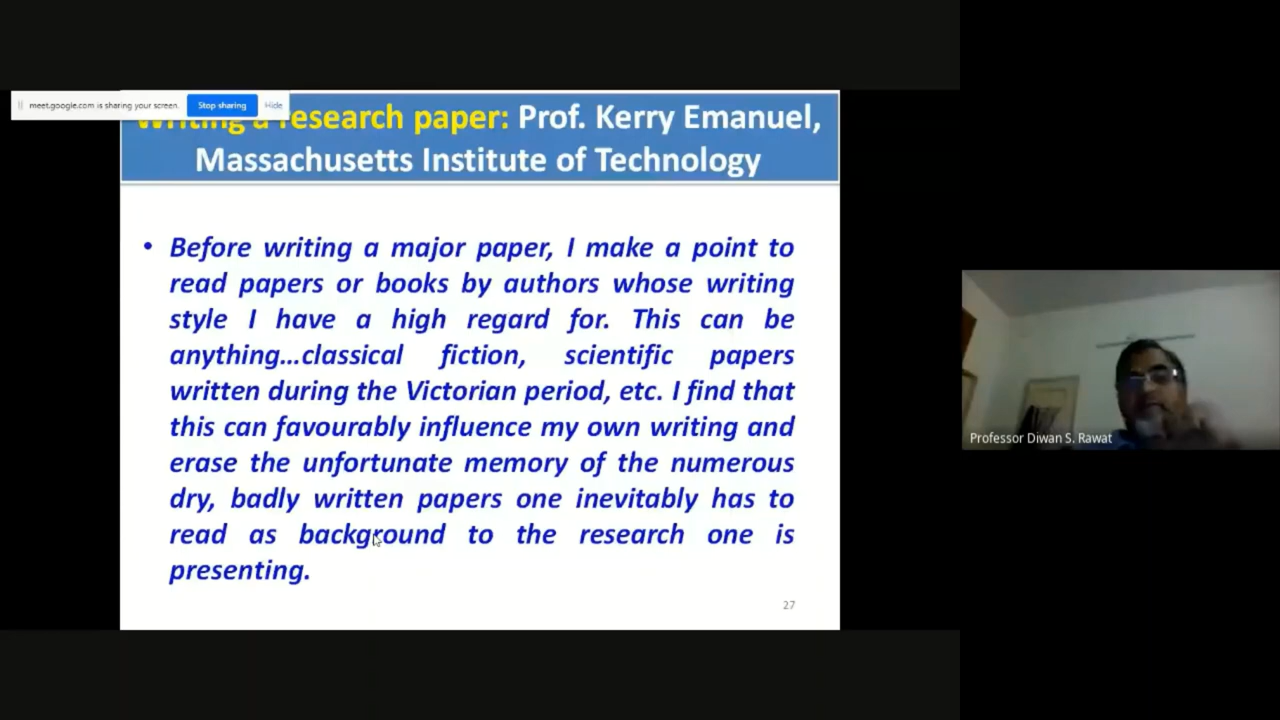 meet.google.com is sharing your screen.
Stop sharing
Hide
Writing a research paper: Prof. Kerry Emanuel,
Massachusetts Institute of Technology
• Before writing a major paper, I make a point to
read papers or books by authors whose writing
style I have a high regard for. This can be
anything...classical fiction, scientific papers
written during the Victorian period, etc. I find that
this can favourably influence my own writing and
erase the unfortunate memory of the numerous
dry, badly written papers one inevitably has to
read as background to the research one is
presenting.
27
Professor Diwan S. Rawat